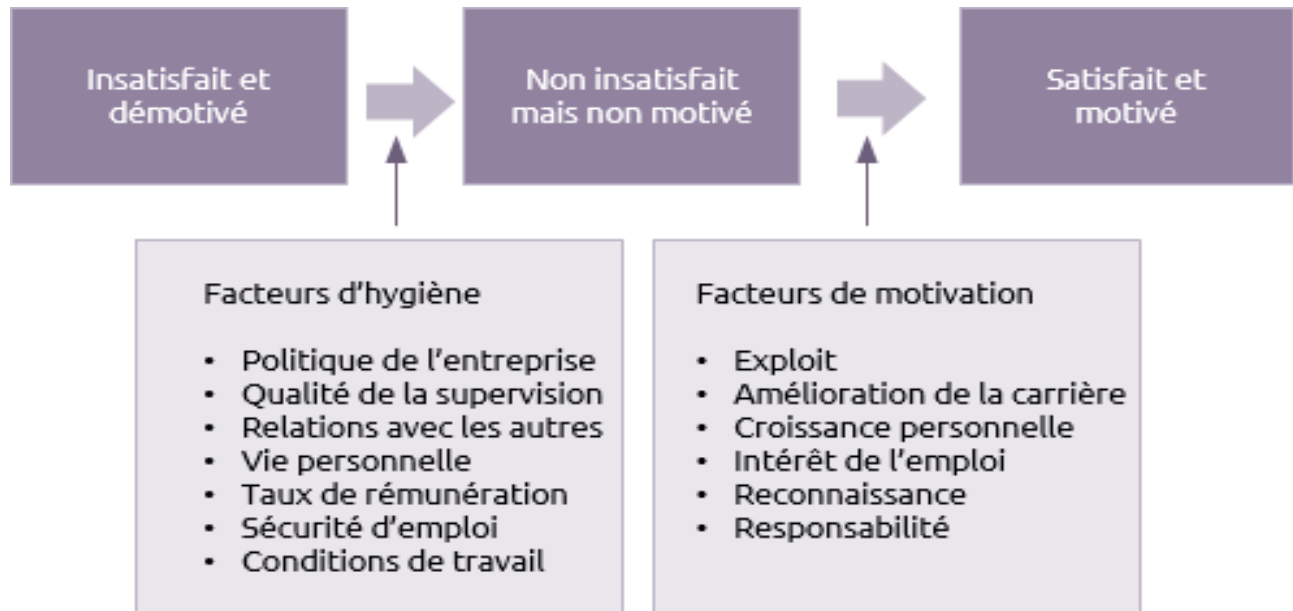 Insatisfait et
démotivé
Non insatisfait
mais non motivé
Satisfait et
motivé
Facteurs d’hygiène
• Politique de l’entreprise
• Qualité de la supervision
• Relations avec les autres
• Vie personnelle
• Taux de rémunération
• Sécurité d’emploi
• Conditions de travail
Facteurs de motivation
• Exploit
• Amélioration de la carrière
• Croissance personnelle
• Intérêt de l’emploi
• Reconnaissance
• Responsabilité